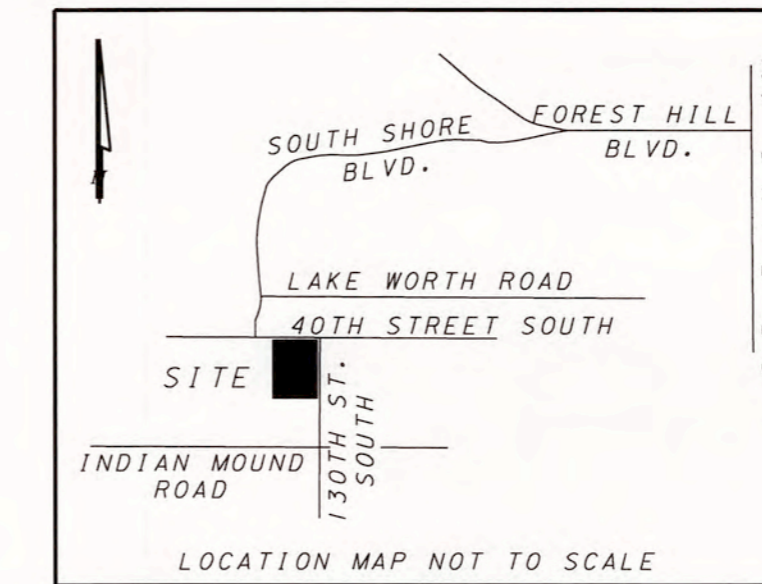 N
FOREST HILL
BLVD.
SOUTH SHORE
BLVD.
LAKE WORTH ROAD
40TH STREET SOUTH
SITE
130TH ST.
SOUTH
INDIAN MOUND
ROAD
LOCATION MAP NOT TO SCALE